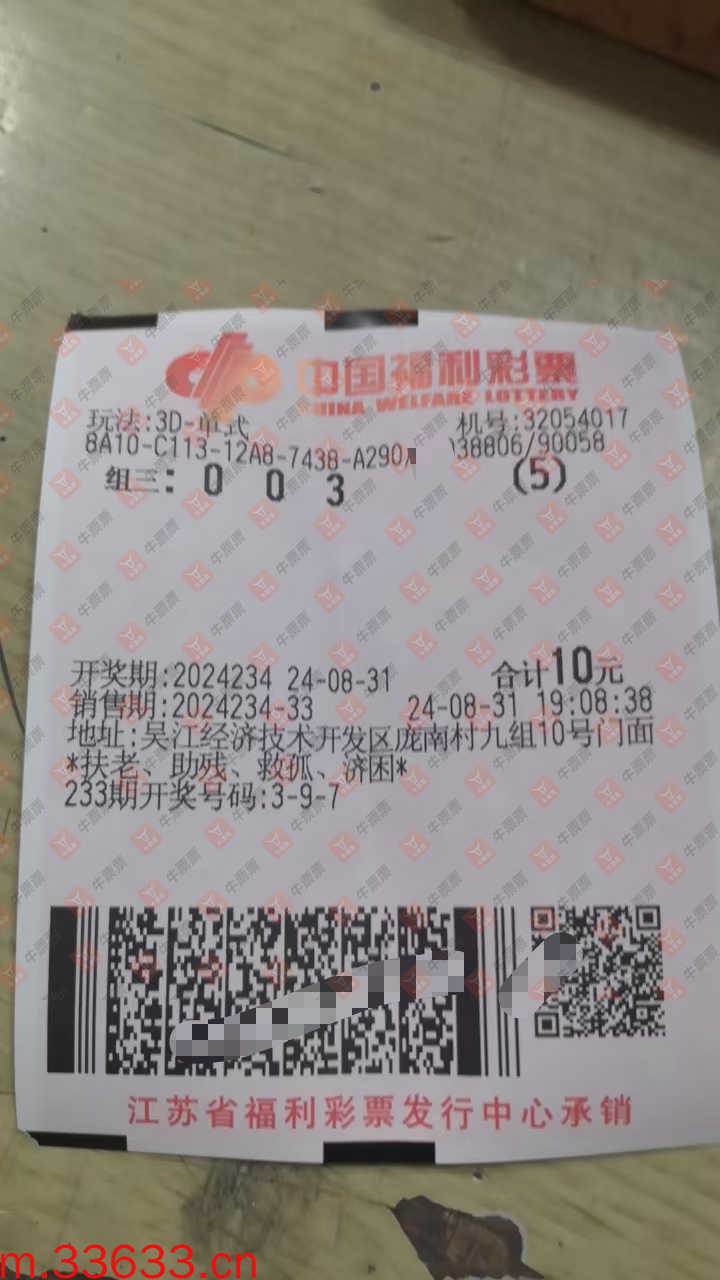 中国福利彩票
CHINA WELFARE LOTTERY
玩法:3D-单式 机号:32054017
8A10-C113-12A8-7438-A290 38806/90058
组三: 0 0 3 (5)
开奖期:2024234 24-08-31 合计10元
销售期:2024234-33 24-08-31 19:08:38
地址:吴江经济技术开发区庞南村九组10号门面
*扶老、助残、救孤、济困*
233期开奖号码:3-9-7
江苏省福利彩票发行中心承销
m.33633.cn
牛票票